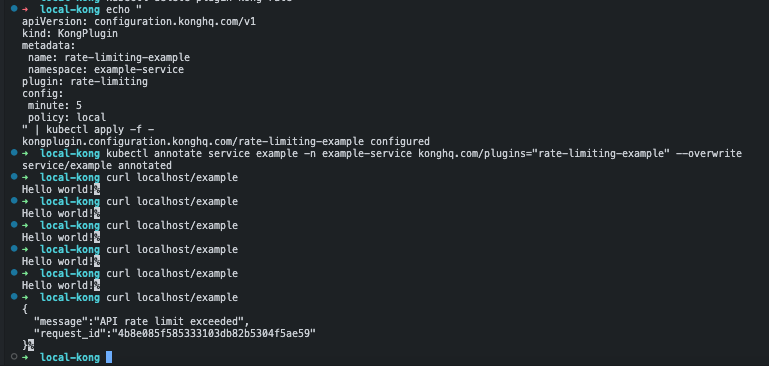 ➜ local-kong echo "
apiVersion: configuration.konghq.com/v1
kind: KongPlugin
metadata:
 name: rate-limiting-example
 namespace: example-service
plugin: rate-limiting
config:
 minute: 5
 policy: local
" | kubectl apply -f -
kongplugin.configuration.konghq.com/rate-limiting-example configured
➜ local-kong kubectl annotate service example -n example-service konghq.com/plugins="rate-limiting-example" --overwrite
service/example annotated
➜ local-kong curl localhost/example
Hello world!%
➜ local-kong curl localhost/example
Hello world!%
➜ local-kong curl localhost/example
Hello world!%
➜ local-kong curl localhost/example
Hello world!%
➜ local-kong curl localhost/example
Hello world!%
➜ local-kong curl localhost/example
{
  "message":"API rate limit exceeded",
  "request_id":"4b8e085f585333103db82b5304f5ae59"
}%
➜ local-kong